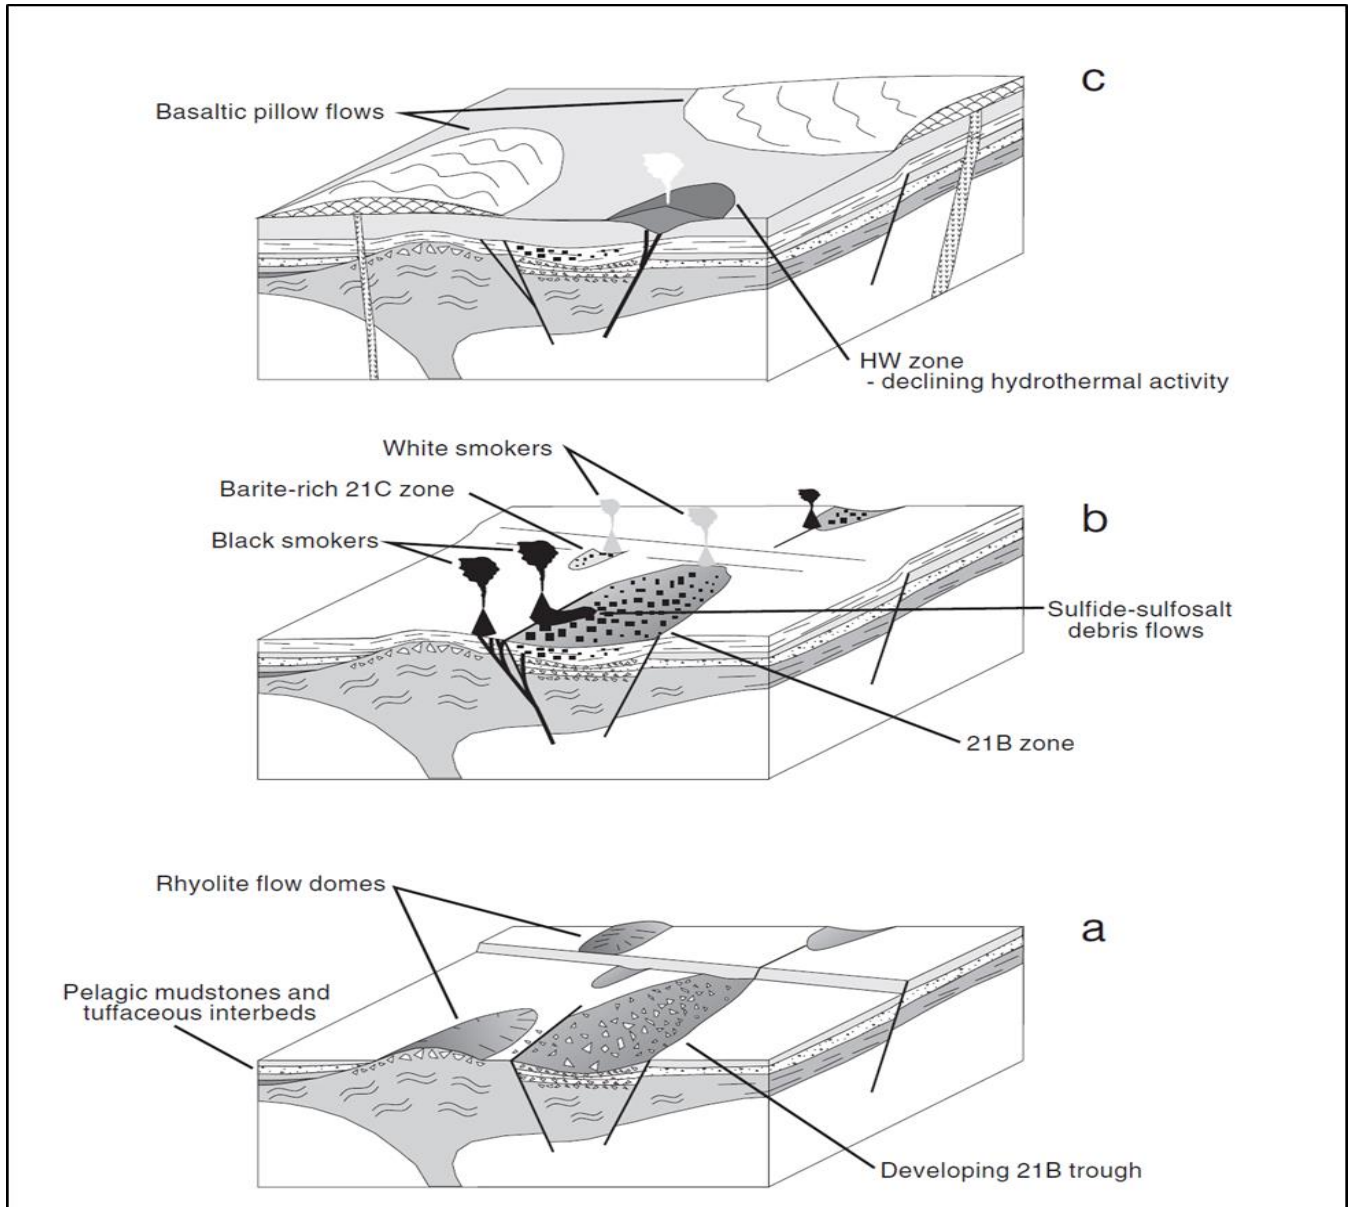 c
Basaltic pillow flows
HW zone
- declining hydrothermal activity
White smokers
Barite-rich 21C zone
b
Black smokers
Sulfide-sulfosalt
debris flows
21B zone
Rhyolite flow domes
a
Pelagic mudstones and
tuffaceous interbeds
Developing 21B trough